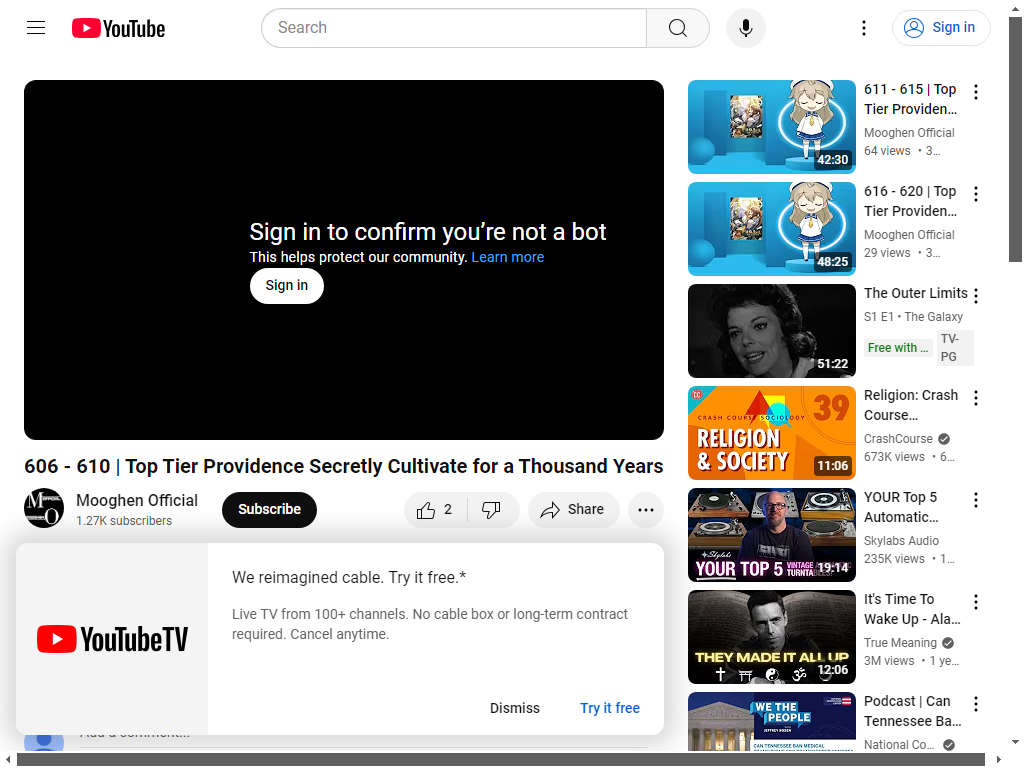 YouTube
Search
Sign in
Sign in to confirm you’re not a bot
This helps protect our community. Learn more
Sign in
606 - 610 | Top Tier Providence Secretly Cultivate for a Thousand Years
Mooghen Official
1.27K subscribers
Subscribe
2
Share
We reimagined cable. Try it free.*
Live TV from 100+ channels. No cable box or long-term contract
required. Cancel anytime.
YouTubeTV
Dismiss
Try it free
Add a comment...
611 - 615 | Top
Tier Providen...
Mooghen Official
64 views • 3...
42:30
616 - 620 | Top
Tier Providen...
Mooghen Official
29 views • 3...
48:25
The Outer Limits
S1 E1 • The Galaxy
Free with ...
TV-
PG
51:22
Religion: Crash
Course...
CrashCourse
673K views • 6...
CC
CRASH COURSE SOCIOLOGY
39
RELIGION
& SOCIETY
11:06
YOUR Top 5
Automatic...
Skylabs Audio
235K views • 1...
Skylabs
YOUR TOP 5
VINTAGE
19:14
It's Time To
Wake Up - Ala...
True Meaning
3M views • 1 ye...
THEY MADE IT ALL UP
12:06
Podcast | Can
Tennessee Ba...
National Co...
WE THE
PEOPLE
JEFFREY ROSEN
CAN TENNESSEE BAN MEDICAL